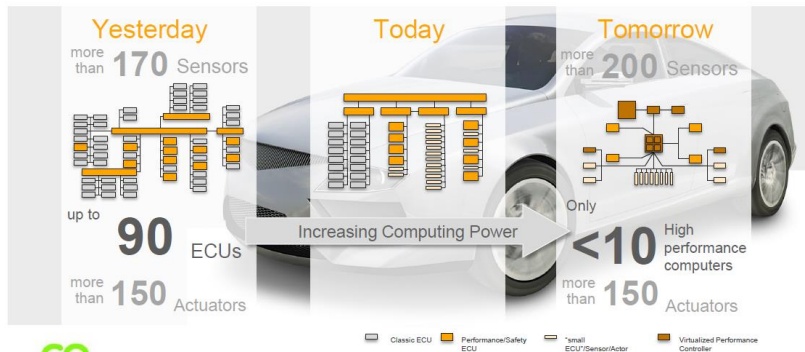 Yesterday
more than 170 Sensors
up to 90 ECUs
more than 150 Actuators
Today
Increasing Computing Power
Tomorrow
more than 200 Sensors
Only <10 High performance computers
more than 150 Actuators
Classic ECU
Performance/Safety ECU
"small ECU"/Sensor/Actor
Virtualized Performance Controller